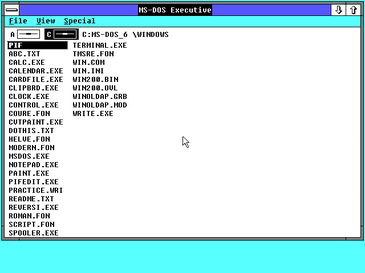 MS-DOS Executive
File View Special
A C C:MS-DOS_6 \WINDOWS
PIF
ABC.TXT
CALC.EXE
CALENDAR.EXE
CARDFILE.EXE
CLIPBRD.EXE
CLOCK.EXE
CONTROL.EXE
COURE.FON
CVTPAINT.EXE
DOTHIS.TXT
HELVE.FON
MODERN.FON
MSDOS.EXE
NOTEPAD.EXE
PAINT.EXE
PIFEDIT.EXE
PRACTICE.WRI
README.TXT
REVERSI.EXE
ROMAN.FON
SCRIPT.FON
SPOOLER.EXE
TERMINAL.EXE
TMSRE.FON
WIN.COM
WIN.INI
WIN200.BIN
WIN200.OVL
WINOLDAP.GRB
WINOLDAP.MOD
WRITE.EXE